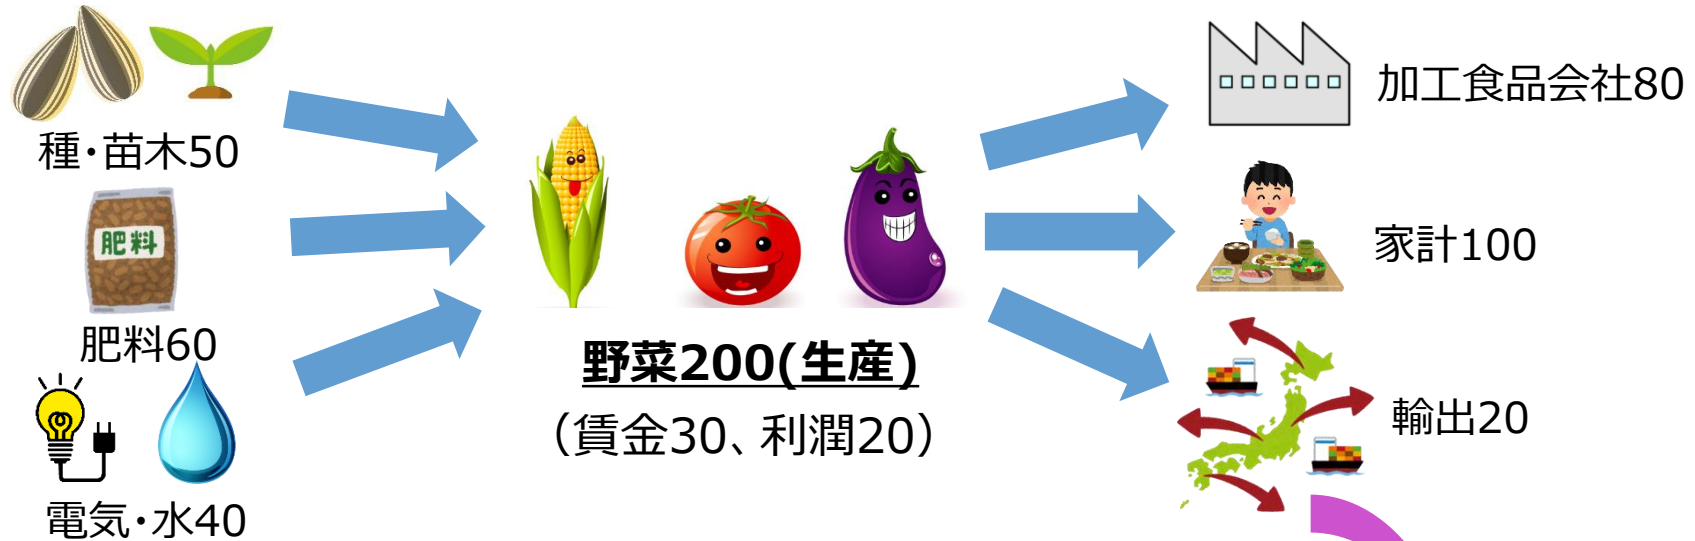 種・苗木50
肥料
肥料60
電気・水40
野菜200(生産)
（賃金30、利潤20）
加工食品会社80
家計100
輸出20